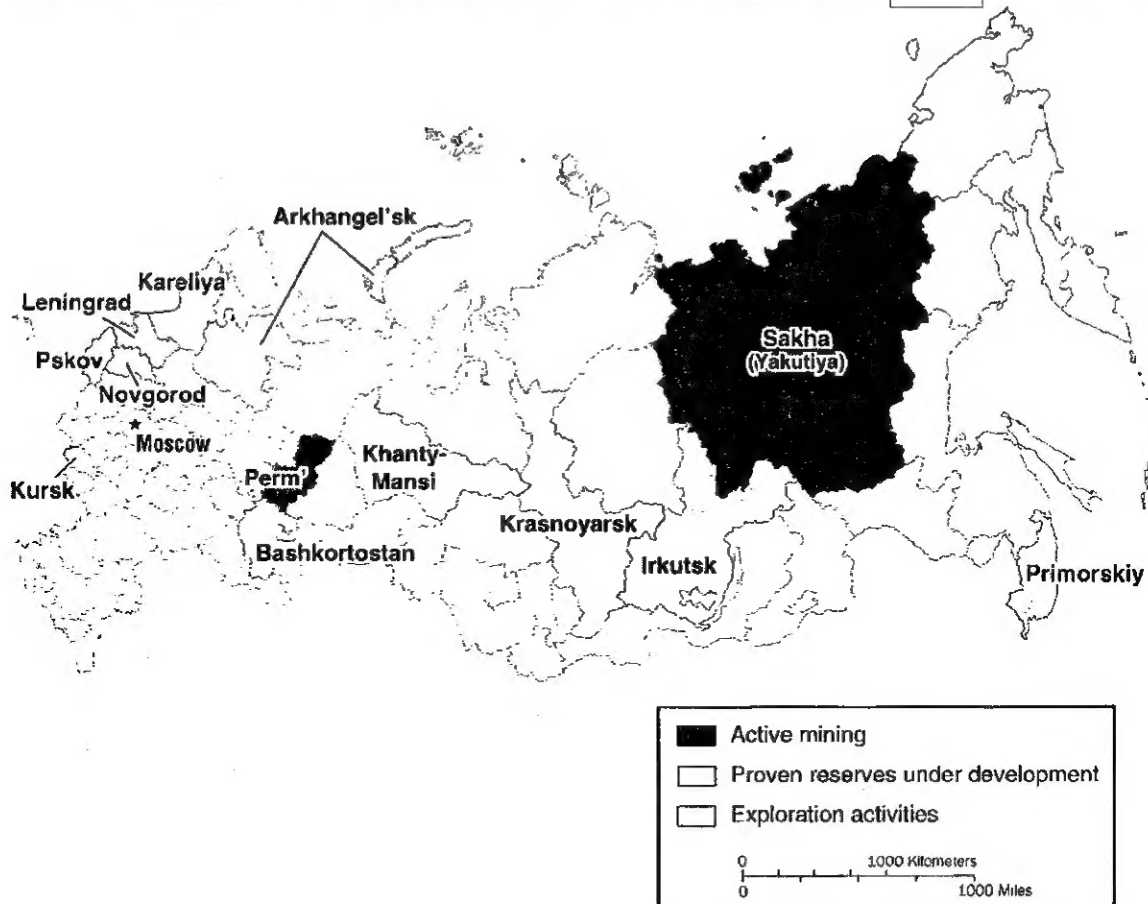 Arkhangel'sk
Kareliya
Leningrad
Pskov
Novgorod
Moscow
Kursk
Perm'
Khanty-
Mansi
Bashkortostan
Krasnoyarsk
Irkutsk
Sakha
(Yakutiya)
Primorskiy
Active mining
Proven reserves under development
Exploration activities
0 1000 Kilometers
0 1000 Miles